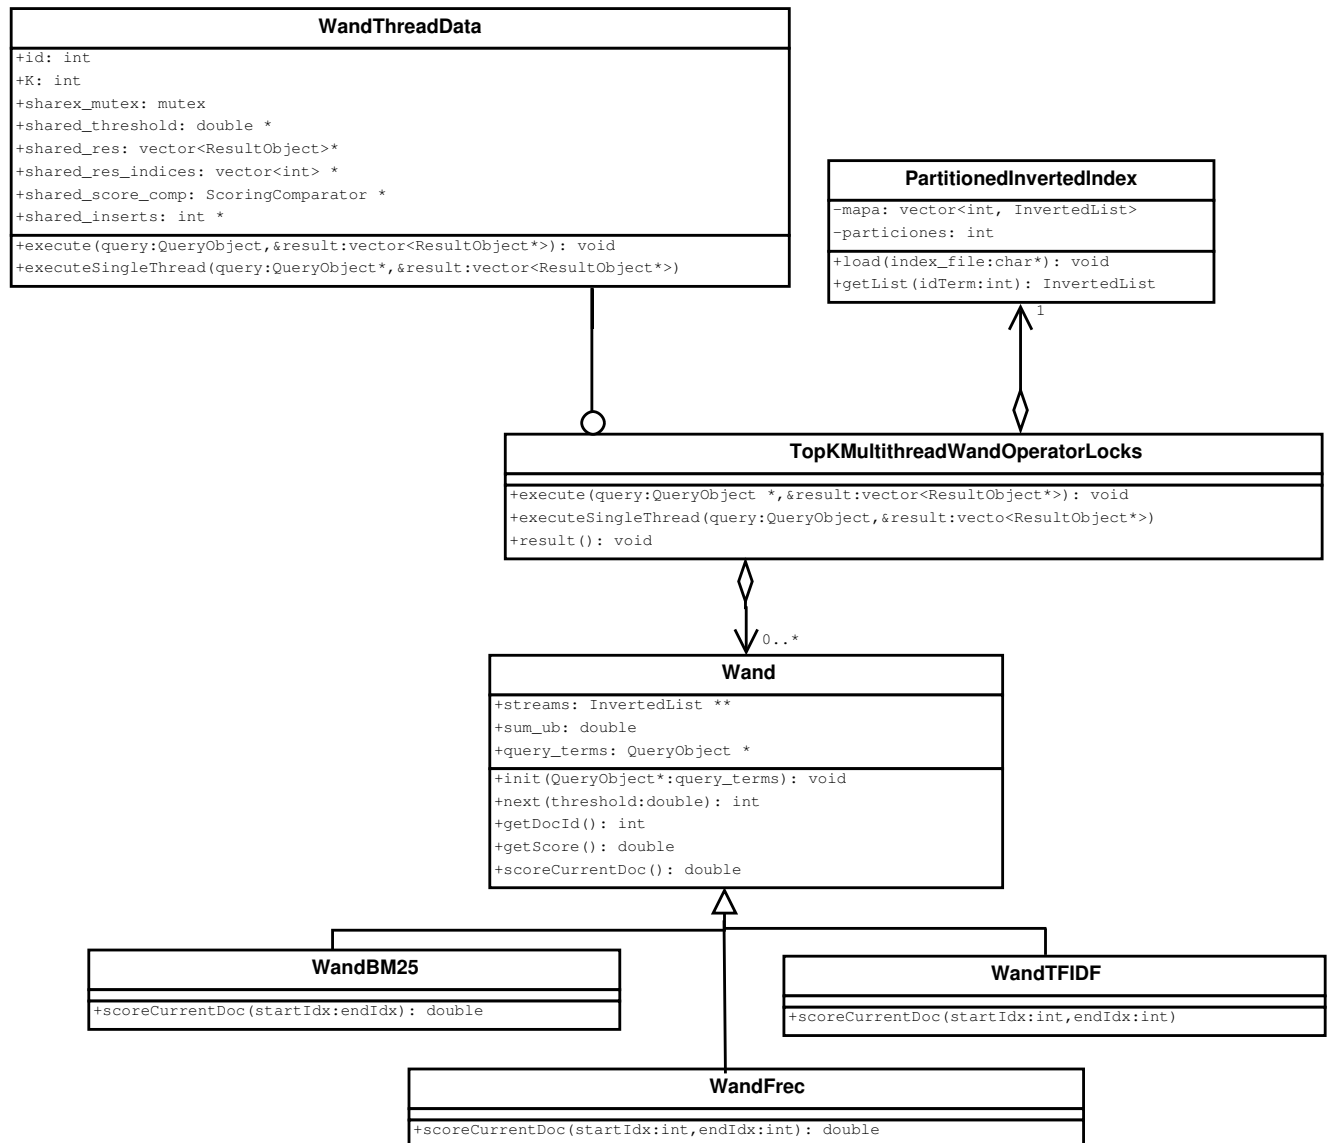 WandThreadData
+id: int
+K: int
+sharex_mutex: mutex
+shared_threshold: double *
+shared_res: vector<ResultObject>*
+shared_res_indices: vector<int> *
+shared_score_comp: ScoringComparator *
+shared_inserts: int *
+execute(query:QueryObject,&result:vector<ResultObject*>): void
+executeSingleThread(query:QueryObject*,&result:vector<ResultObject*>)
PartitionedInvertedIndex
-mapa: vector<int, InvertedList>
-particiones: int
+load(index_file:char*): void
+getList(idTerm:int): InvertedList
1
TopKMultithreadWandOperatorLocks
+execute(query:QueryObject *,&result:vector<ResultObject*>): void
+executeSingleThread(query:QueryObject,&result:vecto<ResultObject*>)
+result(): void
0..*
Wand
+streams: InvertedList **
+sum_ub: double
+query_terms: QueryObject *
+init(QueryObject*:query_terms): void
+next(threshold:double): int
+getDocId(): int
+getScore(): double
+scoreCurrentDoc(): double
WandBM25
+scoreCurrentDoc(startIdx:endIdx): double
WandTFIDF
+scoreCurrentDoc(startIdx:int,endIdx:int)
WandFrec
+scoreCurrentDoc(startIdx:int,endIdx:int): double